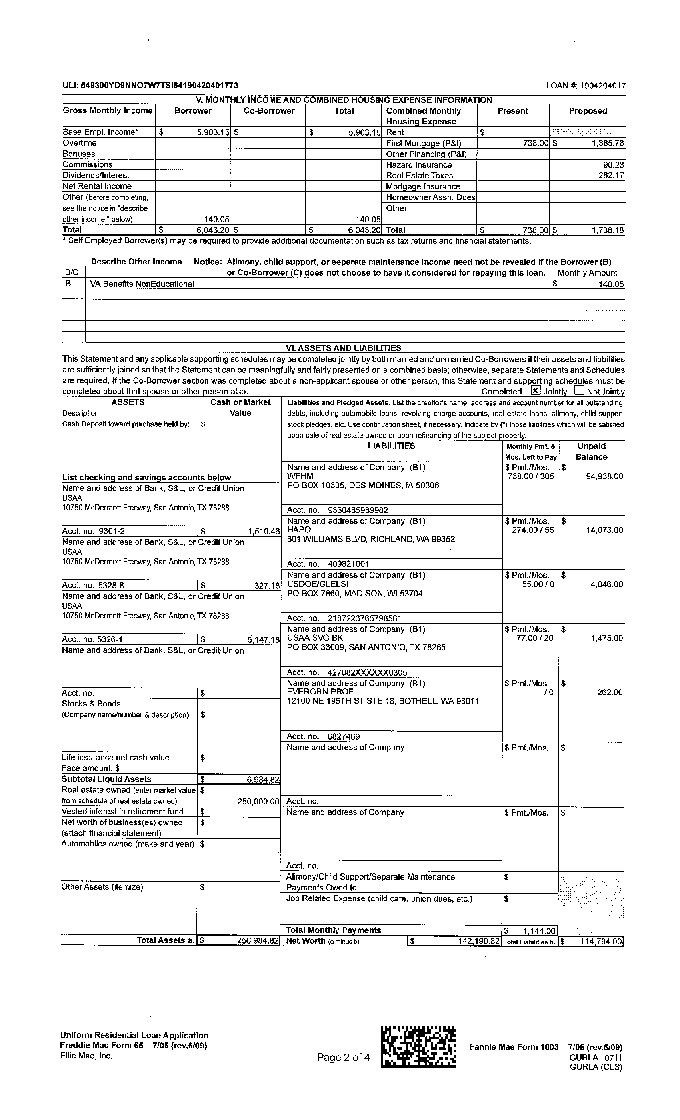 LOAN #: 1904204017
V. MONTHLY INCOME AND COMBINED HOUSING EXPENSE INFORMATION
Gross Monthly Income Borrower Co-Borrower Total Combined Monthly Housing Expense Present Proposed
Base Empl. Income* $ 5,903.15 $ $ 5,903.15 Rent $
Overtime First Mortgage (P&I) 738.00 $ 1,365.78
Bonuses Other Financing (P&I)
Commissions Hazard Insurance 90.23
Dividends/Interest Real Estate Taxes 282.17
Net Rental Income Mortgage Insurance
Other (before completing, Homeowner Assn. Dues
see the notice in "describe Other
other income" below) 140.05 140.05
Total $ 6,043.20 $ $ 6,043.20 Total $ 738.00 $ 1,738.18
* Self Employed Borrower(s) may be required to provide additional documentation such as tax returns and financial statements.
Describe Other Income Notice: Alimony, child support, or separate maintenance income need not be revealed if the Borrower (B)
B/C or Co-Borrower (C) does not choose to have it considered for repaying this loan. Monthly Amount
B VA Benefits NonEducational $ 140.05
VI. ASSETS AND LIABILITIES
This Statement and any applicable supporting schedules may be completed jointly by both married and unmarried Co-Borrowers if their assets and liabilities
are sufficiently joined so that the Statement can be meaningfully and fairly presented on a combined basis; otherwise, separate Statements and Schedules
are required. If the Co-Borrower section was completed about a non-applicant spouse or other person, this Statement and supporting schedules must be
completed about that spouse or other person also. Completed X Jointly Not Jointly
ASSETS Cash or Market Value
Description
Cash Deposit toward purchase held by: $
List checking and savings accounts below
Name and address of Bank, S&L, or Credit Union
USAA
10750 McDermott Freeway, San Antonio, TX 78288
Acct. no. 9301-2 $ 1,510.48
Name and address of Bank, S&L, or Credit Union
USAA
10750 McDermott Freeway, San Antonio, TX 78288
Acct. no. 5328-8 $ 327.18
Name and address of Bank, S&L, or Credit Union
USAA
10750 McDermott Freeway, San Antonio, TX 78288
Acct. no. 5326-1 $ 5,147.18
Name and address of Bank, S&L, or Credit Union
Acct. no. $
Stocks & Bonds $
(Company name/number & description)
Life insurance net cash value $
Face amount: $
Subtotal Liquid Assets $ 6,984.82
Real estate owned (enter market value $
from schedule of real estate owned) 250,000.00
Vested interest in retirement fund $
Net worth of business(es) owned $
(attach financial statement)
Automobiles owned (make and year) $
Other Assets (itemize) $
Total Assets a. $ 256,984.82
Liabilities and Pledged Assets. List the creditor's name, address and account number for all outstanding
debts, including automobile loans, revolving charge accounts, real estate loans, alimony, child support,
stock pledges, etc. Use continuation sheet, if necessary. Indicate by (*) those liabilities which will be satisfied
upon sale of real estate owned or upon refinancing of the subject property.
LIABILITIES Monthly Pmt. & Mos. Left to Pay Unpaid Balance
Name and address of Company (B1) $ Pmt./Mos. $
WFHM 738.00 / 305 94,938.00
PO BOX 10335, DES MOINES, IA 50306
Acct. no.
Name and address of Company (B1) $ Pmt./Mos. $
HAPO 274.00 / 55 14,073.00
601 WILLIAMS BLVD, RICHLAND, WA 99352
Acct. no. 409821001
Name and address of Company (B1) $ Pmt./Mos. $
USDOE/GLELSI 55.00 / 0 4,046.00
PO BOX 7860, MADISON, WI 53704
Acct. no.
Name and address of Company (B1) $ Pmt./Mos. $
USAA SVG BK 77.00 / 20 1,475.00
PO BOX 33009, SAN ANTONIO, TX 78265
Acct. no. 427082XXXXXX0305
Name and address of Company (B1) $ Pmt./Mos. $
EVERGRN PROF / 0 262.00
12100 NE 195TH ST STE 18, BOTHELL, WA 98011
Acct. no. 6827469
Name and address of Company $ Pmt./Mos. $
Acct. no.
Name and address of Company $ Pmt./Mos. $
Acct. no.
Alimony/Child Support/Separate Maintenance $
Payments Owed to:
Job Related Expense (child care, union dues, etc.) $
Total Monthly Payments $ 1,144.00
Net Worth (a minus b) $ 142,190.82 Total Liabilities b. $ 114,794.00
Uniform Residential Loan Application
Freddie Mac Form 65 7/05 (rev.6/09)
Ellie Mae, Inc.
Page 2 of 4
Fannie Mae Form 1003 7/05 (rev.6/09)
GURLA 0711
GURLA (CLS)